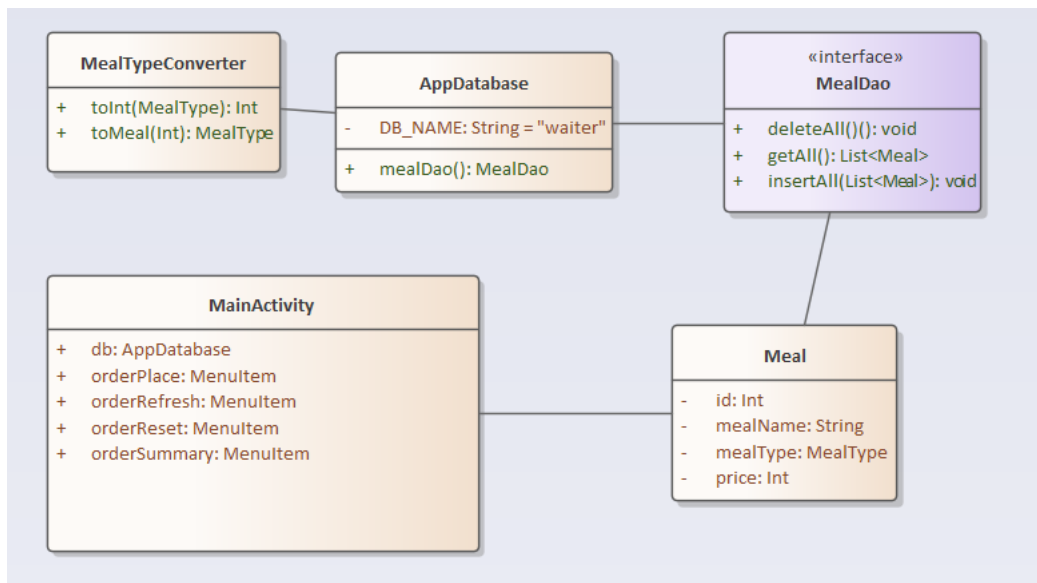 MealTypeConverter
+ toInt(MealType): Int
+ toMeal(Int): MealType
AppDatabase
- DB_NAME: String = "waiter"
+ mealDao(): MealDao
«interface»
MealDao
+ deleteAll()(): void
+ getAll(): List<Meal>
+ insertAll(List<Meal>): void
MainActivity
+ db: AppDatabase
+ orderPlace: MenuItem
+ orderRefresh: MenuItem
+ orderReset: MenuItem
+ orderSummary: MenuItem
Meal
- id: Int
- mealName: String
- mealType: MealType
- price: Int